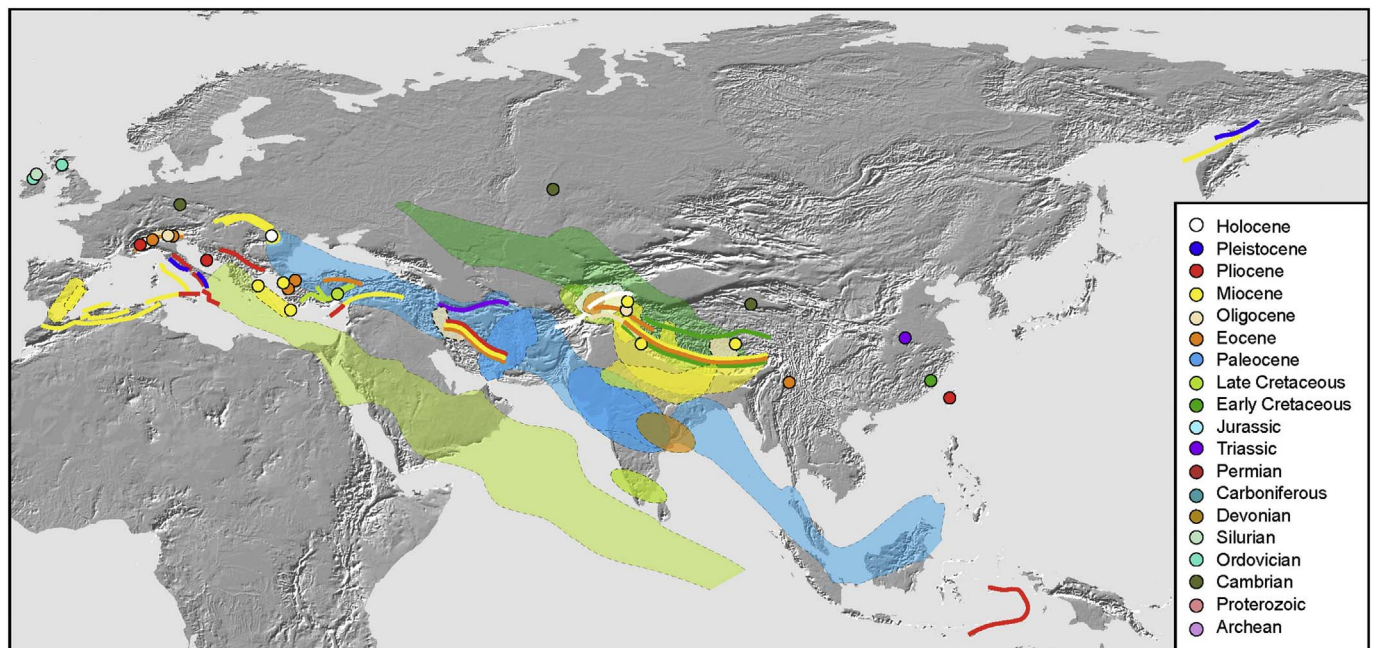 Holocene
Pleistocene
Pliocene
Miocene
Oligocene
Eocene
Paleocene
Late Cretaceous
Early Cretaceous
Jurassic
Triassic
Permian
Carboniferous
Devonian
Silurian
Ordovician
Cambrian
Proterozoic
Archean